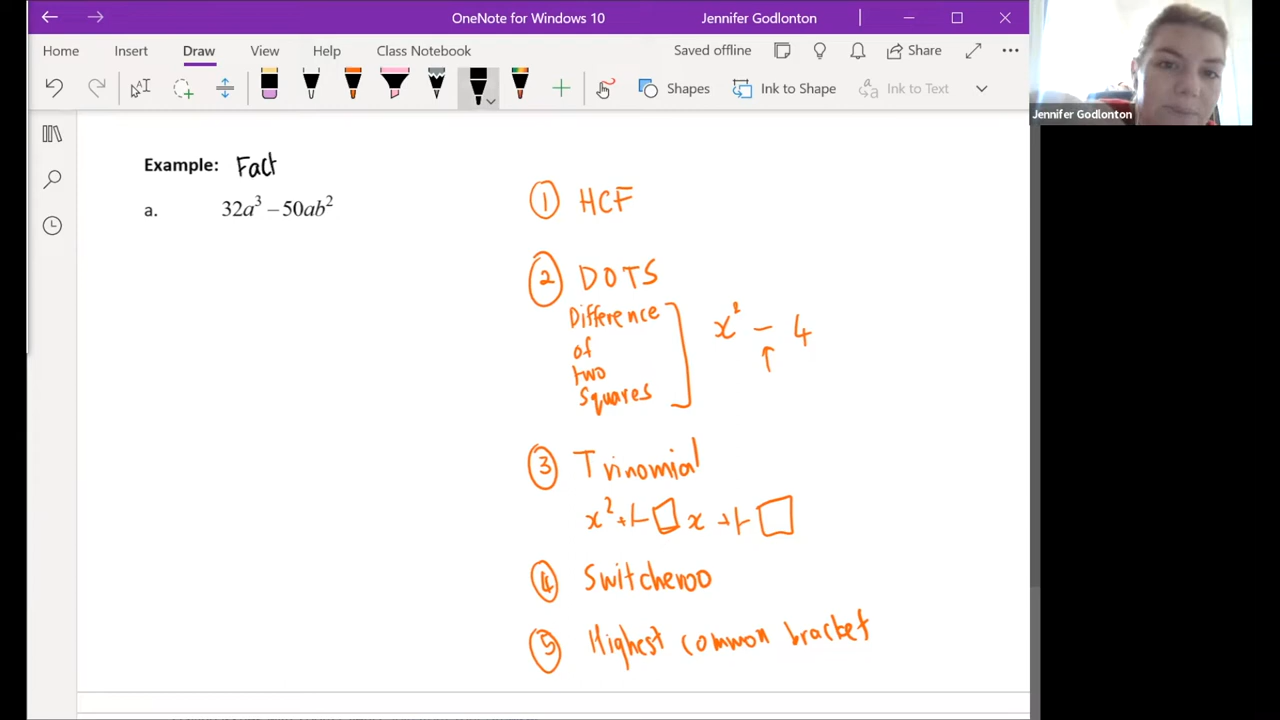 OneNote for Windows 10
Jennifer Godlonton
Home Insert Draw View Help Class Notebook
Saved offline
Share
Shapes
Ink to Shape
Ink to Text
Jennifer Godlonton
Example: Fact
a. 32a³ – 50ab²
① HCF
② DOTS
Difference
of
two
squares
x² – 4
↑
③ Trinomial
x² +- □ x +- □
④ Switcheroo
⑤ Highest common bracket